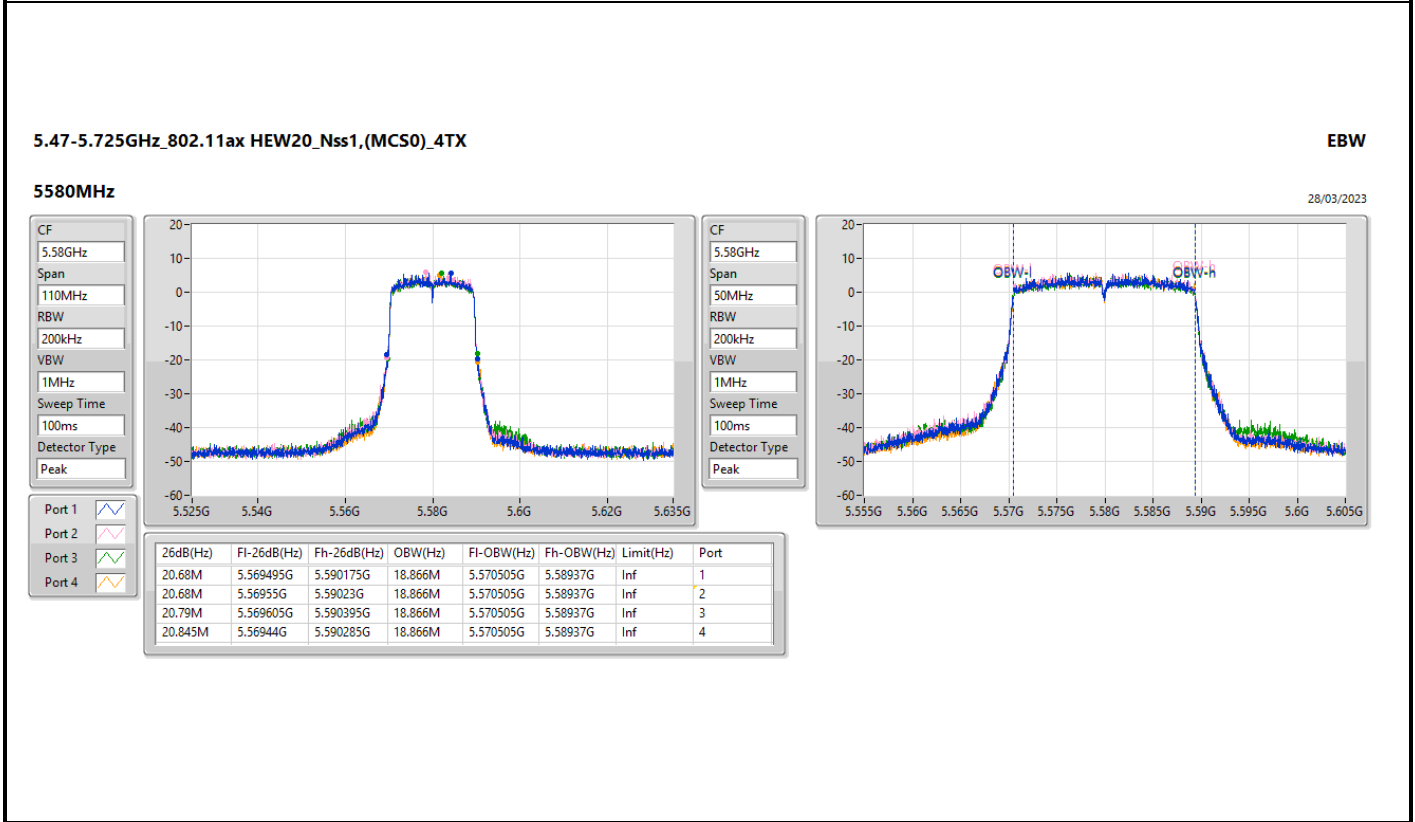 5.47-5.725GHz_802.11ax HEW20_Nss1,(MCS0)_4TX
EBW
5580MHz
28/03/2023
CF
5.58GHz
Span
110MHz
RBW
200kHz
VBW
1MHz
Sweep Time
100ms
Detector Type
Peak
Port 1
Port 2
Port 3
Port 4
20
10
0
-10
-20
-30
-40
-50
-60
5.525G 5.54G 5.56G 5.58G 5.6G 5.62G 5.635G
CF
5.58GHz
Span
50MHz
RBW
200kHz
VBW
1MHz
Sweep Time
100ms
Detector Type
Peak
20
10
0
-10
-20
-30
-40
-50
-60
OBW-l OBW-h
5.555G 5.56G 5.565G 5.57G 5.575G 5.58G 5.585G 5.59G 5.595G 5.6G 5.605G
26dB(Hz) Fl-26dB(Hz) Fh-26dB(Hz) OBW(Hz) Fl-OBW(Hz) Fh-OBW(Hz) Limit(Hz) Port
20.68M 5.569495G 5.590175G 18.866M 5.570505G 5.58937G Inf 1
20.68M 5.56955G 5.59023G 18.866M 5.570505G 5.58937G Inf 2
20.79M 5.569605G 5.590395G 18.866M 5.570505G 5.58937G Inf 3
20.845M 5.56944G 5.590285G 18.866M 5.570505G 5.58937G Inf 4